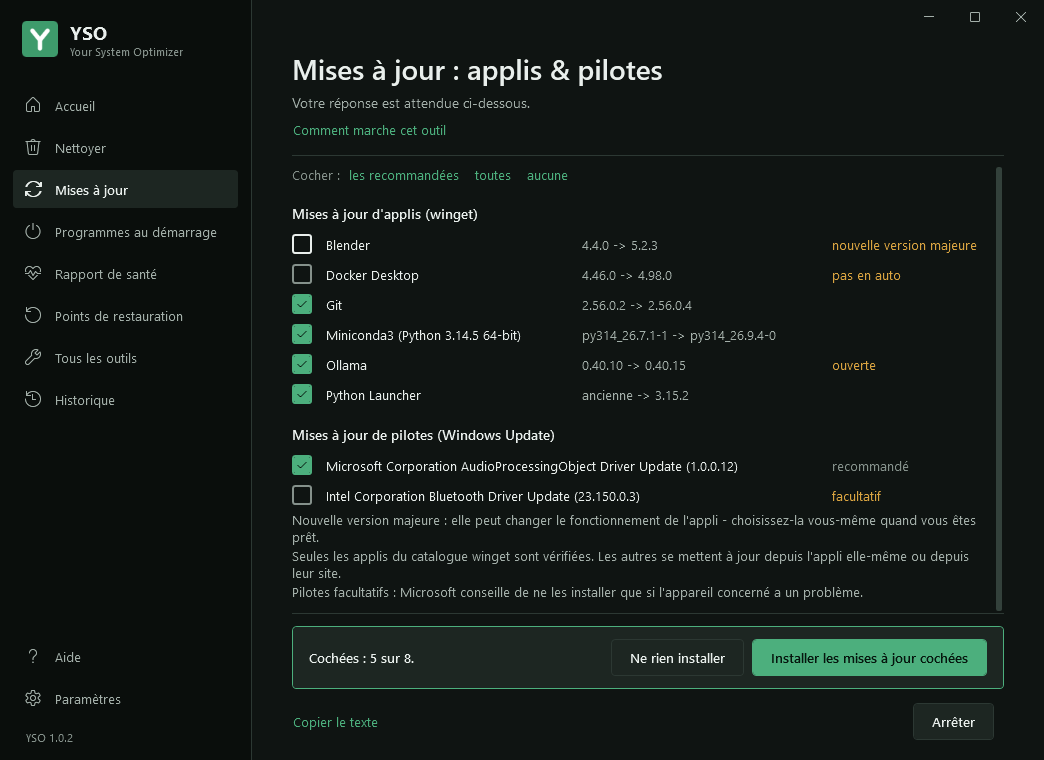 Y
YSO
Your System Optimizer
Accueil
Nettoyer
Mises à jour
Programmes au démarrage
Rapport de santé
Points de restauration
Tous les outils
Historique
? Aide
Paramètres
YSO 1.0.2
Mises à jour : applis & pilotes
Votre réponse est attendue ci-dessous.
Comment marche cet outil
Cocher : les recommandées toutes aucune
Mises à jour d'applis (winget)
Blender 4.4.0 -> 5.2.3 nouvelle version majeure
Docker Desktop 4.46.0 -> 4.98.0 pas en auto
Git 2.56.0.2 -> 2.56.0.4
Miniconda3 (Python 3.14.5 64-bit) py314_26.7.1-1 -> py314_26.9.4-0
Ollama 0.40.10 -> 0.40.15 ouverte
Python Launcher ancienne -> 3.15.2
Mises à jour de pilotes (Windows Update)
Microsoft Corporation AudioProcessingObject Driver Update (1.0.0.12) recommandé
Intel Corporation Bluetooth Driver Update (23.150.0.3) facultatif
Nouvelle version majeure : elle peut changer le fonctionnement de l'appli - choisissez-la vous-même quand vous êtes
prêt.
Seules les applis du catalogue winget sont vérifiées. Les autres se mettent à jour depuis l'appli elle-même ou depuis
leur site.
Pilotes facultatifs : Microsoft conseille de ne les installer que si l'appareil concerné a un problème.
Cochées : 5 sur 8. Ne rien installer Installer les mises à jour cochées
Copier le texte Arrêter